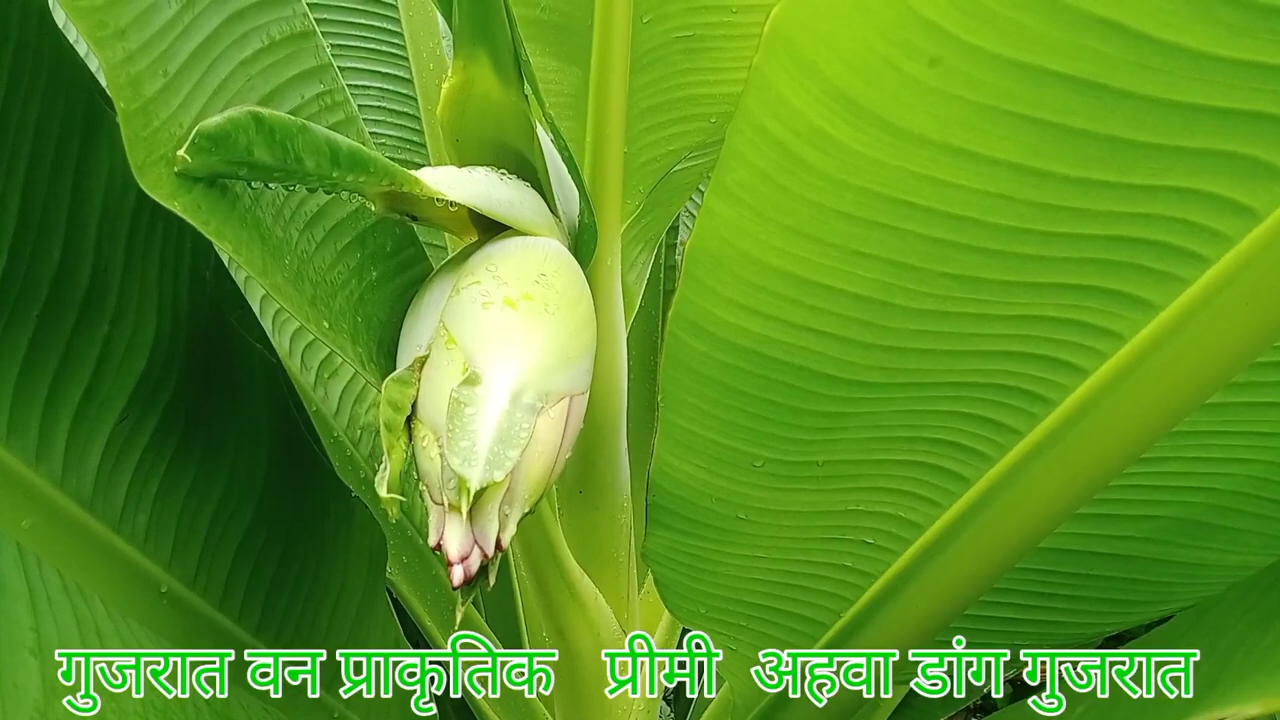 गुजरात वन प्राकृतिक प्रीमी अहवा डांग गुजरात